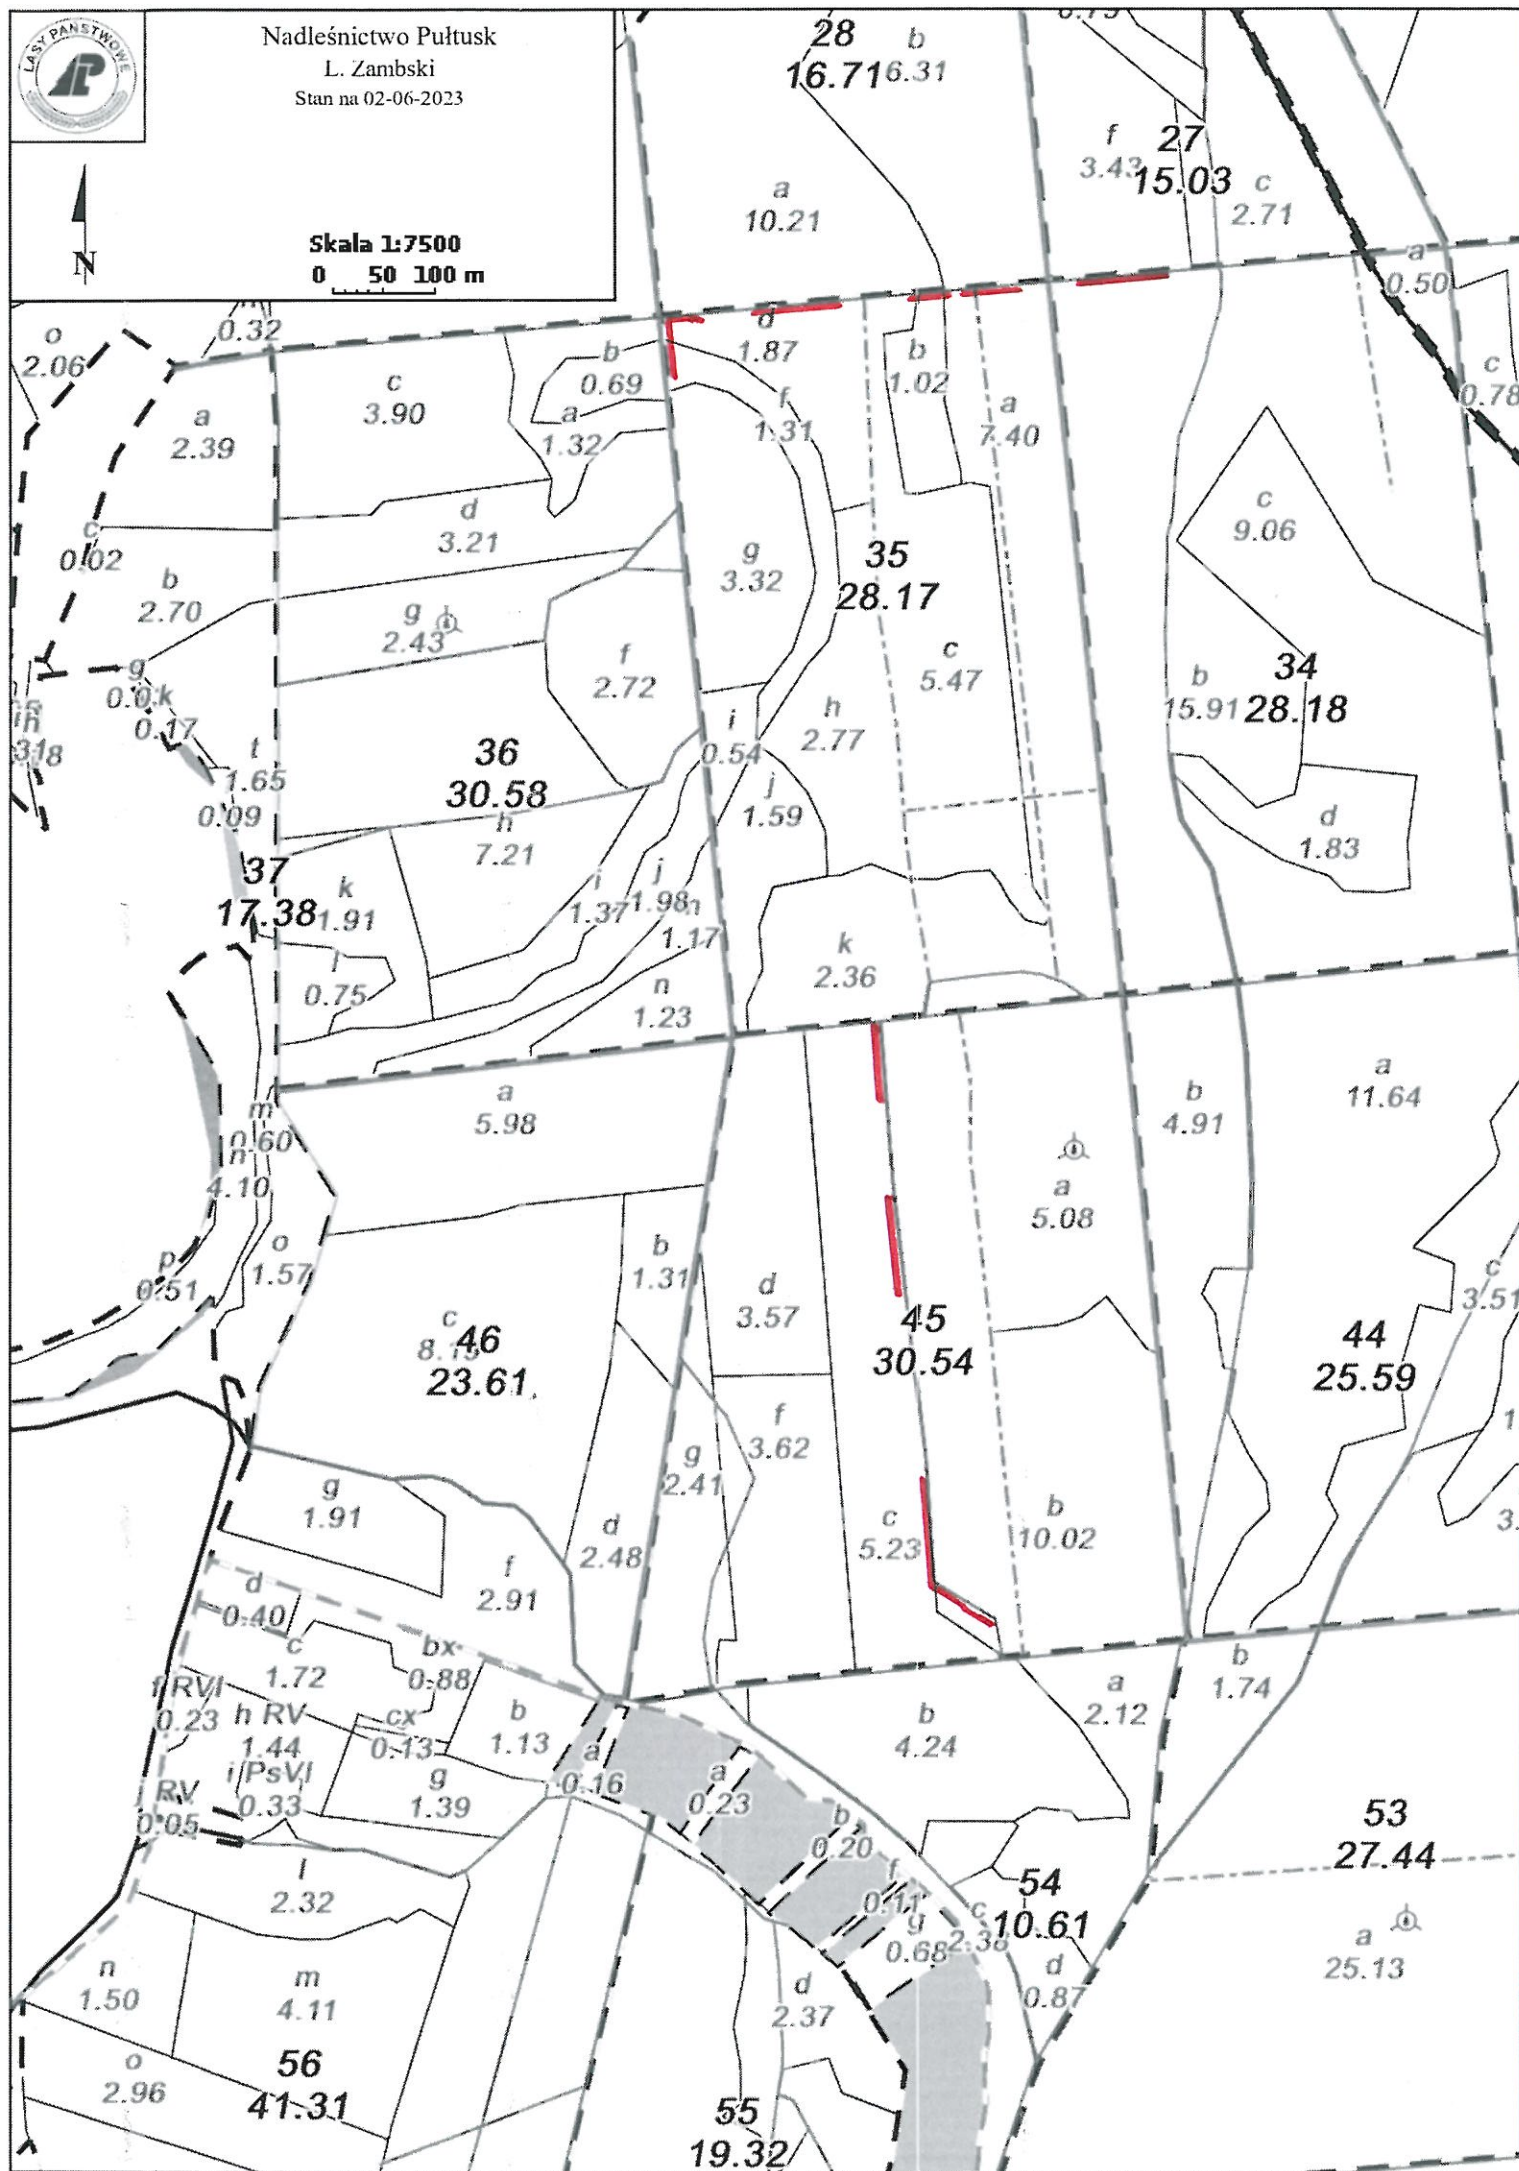 LASY PAŃSTWOWE
Nadleśnictwo Pułtusk
L. Zambski
Stan na 02-06-2023
N
Skala 1:7500
0 50 100 m
28
16.71
b
6.31
a
10.21
f
3.43
27
15.03
c
2.71
a
0.50
c
0.78
o
2.06
0.32
a
2.39
c
3.90
b
0.69
a
1.32
d
1.87
f
1.31
b
1.02
a
7.40
c
9.06
c
0.02
b
2.70
d
3.21
g
2.43
f
2.72
g
3.32
35
28.17
c
5.47
34
28.18
b
15.91
g
k
0.17
t
1.65
0.09
36
30.58
i
0.54
h
2.77
j
1.59
d
1.83
h
7.21
37
17.38
k
1.91
i
1.37
j
1.98
1.17
l
0.75
n
1.23
k
2.36
a
5.98
m
0.60
n
4.10
b
4.91
a
11.64
a
5.08
p
0.51
o
1.57
b
1.31
d
3.57
c
3.51
c
46
23.61
45
30.54
44
25.59
f
3.62
g
2.41
g
1.91
d
2.48
c
5.23
b
10.02
f
2.91
d
0.40
c
1.72
bx
0.88
f RVI
0.23
h RV
1.44
cx
0.13
b
1.13
i PsVI
0.33
g
1.39
RV
0.05
a
0.16
a
0.23
b
0.20
f
0.11
g
0.68
c
2.38
b
4.24
a
2.12
b
1.74
53
27.44
54
10.61
a
25.13
d
0.87
d
2.37
l
2.32
n
1.50
m
4.11
o
2.96
56
41.31
55
19.32